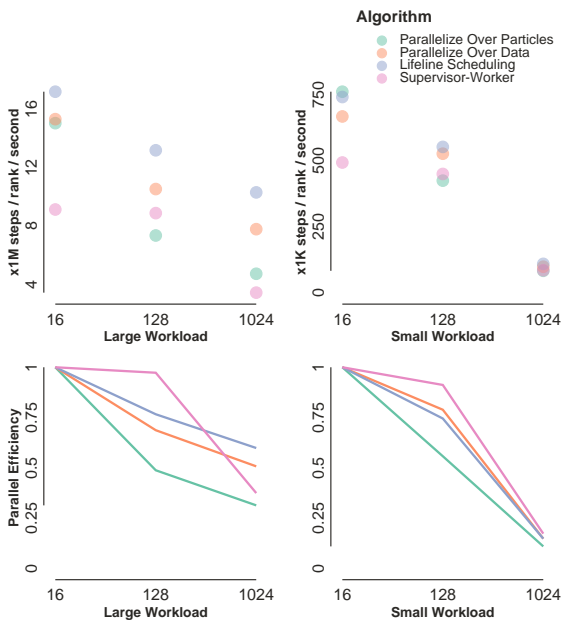 Algorithm
Parallelize Over Particles
Parallelize Over Data
Lifeline Scheduling
Supervisor-Worker
x1M steps / rank / second
16
12
8
4
16 128 1024
Large Workload
x1K steps / rank / second
750
500
250
0
16 128 1024
Small Workload
Parallel Efficiency
1
0.75
0.5
0.25
0
16 128 1024
Large Workload
1
0.75
0.5
0.25
0
16 128 1024
Small Workload